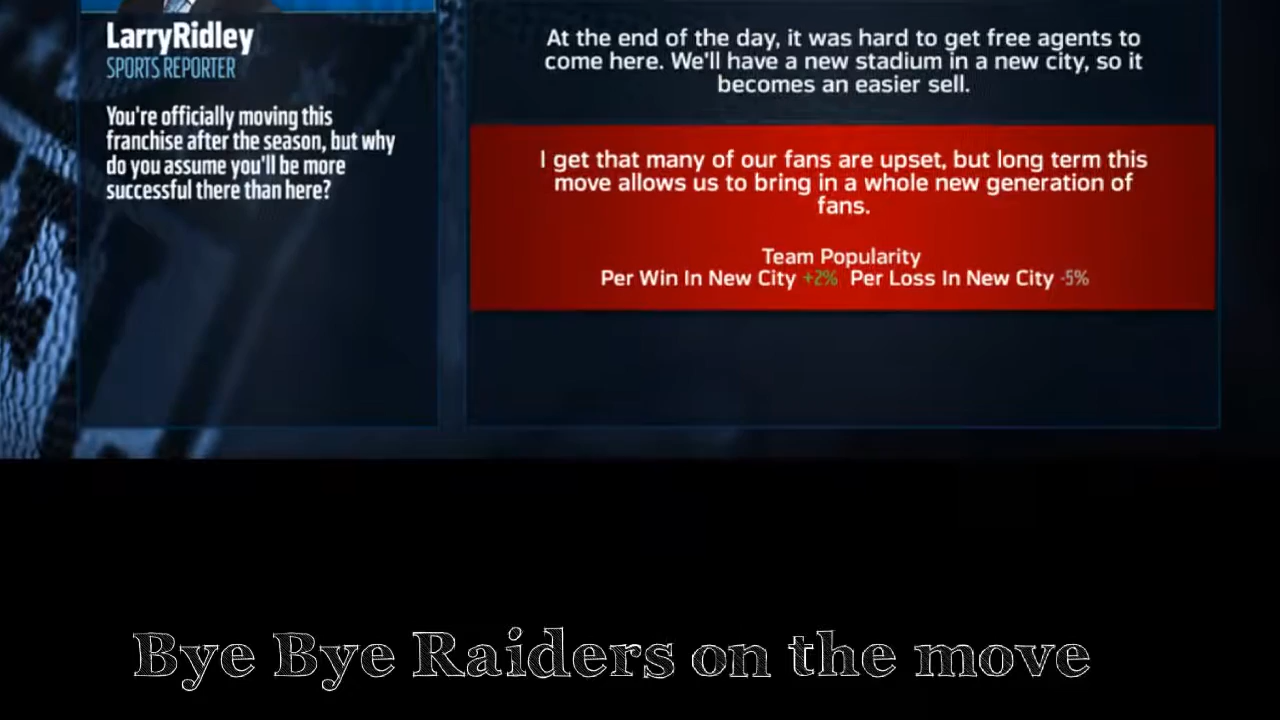 LarryRidley
SPORTS REPORTER
You're officially moving this
franchise after the season, but why
do you assume you'll be more
successful there than here?
At the end of the day, it was hard to get free agents to
come here. We'll have a new stadium in a new city, so it
becomes an easier sell.
I get that many of our fans are upset, but long term this
move allows us to bring in a whole new generation of
fans.
Team Popularity
Per Win In New City +2% Per Loss In New City -5%
Bye Bye Raiders on the move